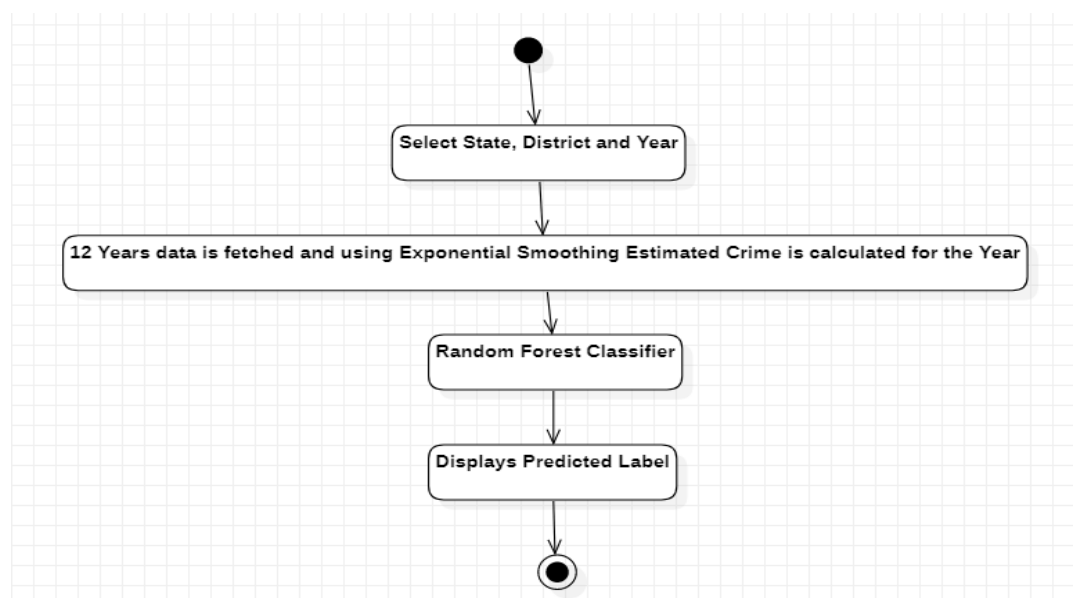 Select State, District and Year
12 Years data is fetched and using Exponential Smoothing Estimated Crime is calculated for the Year
Random Forest Classifier
Displays Predicted Label